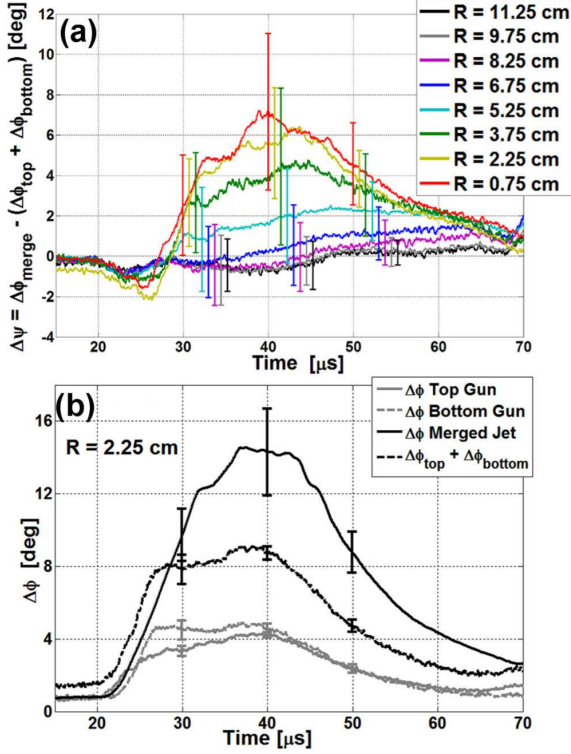 (a)
Δψ = Δϕmerge - (Δϕtop + Δϕbottom) [deg]
12
10
8
6
4
2
0
-2
-4
20 30 40 50 60 70
Time [μs]
R = 11.25 cm
R = 9.75 cm
R = 8.25 cm
R = 6.75 cm
R = 5.25 cm
R = 3.75 cm
R = 2.25 cm
R = 0.75 cm
(b)
R = 2.25 cm
Δϕ [deg]
16
12
8
4
0
20 30 40 50 60 70
Time [μs]
Δϕ Top Gun
Δϕ Bottom Gun
Δϕ Merged Jet
Δϕtop + Δϕbottom